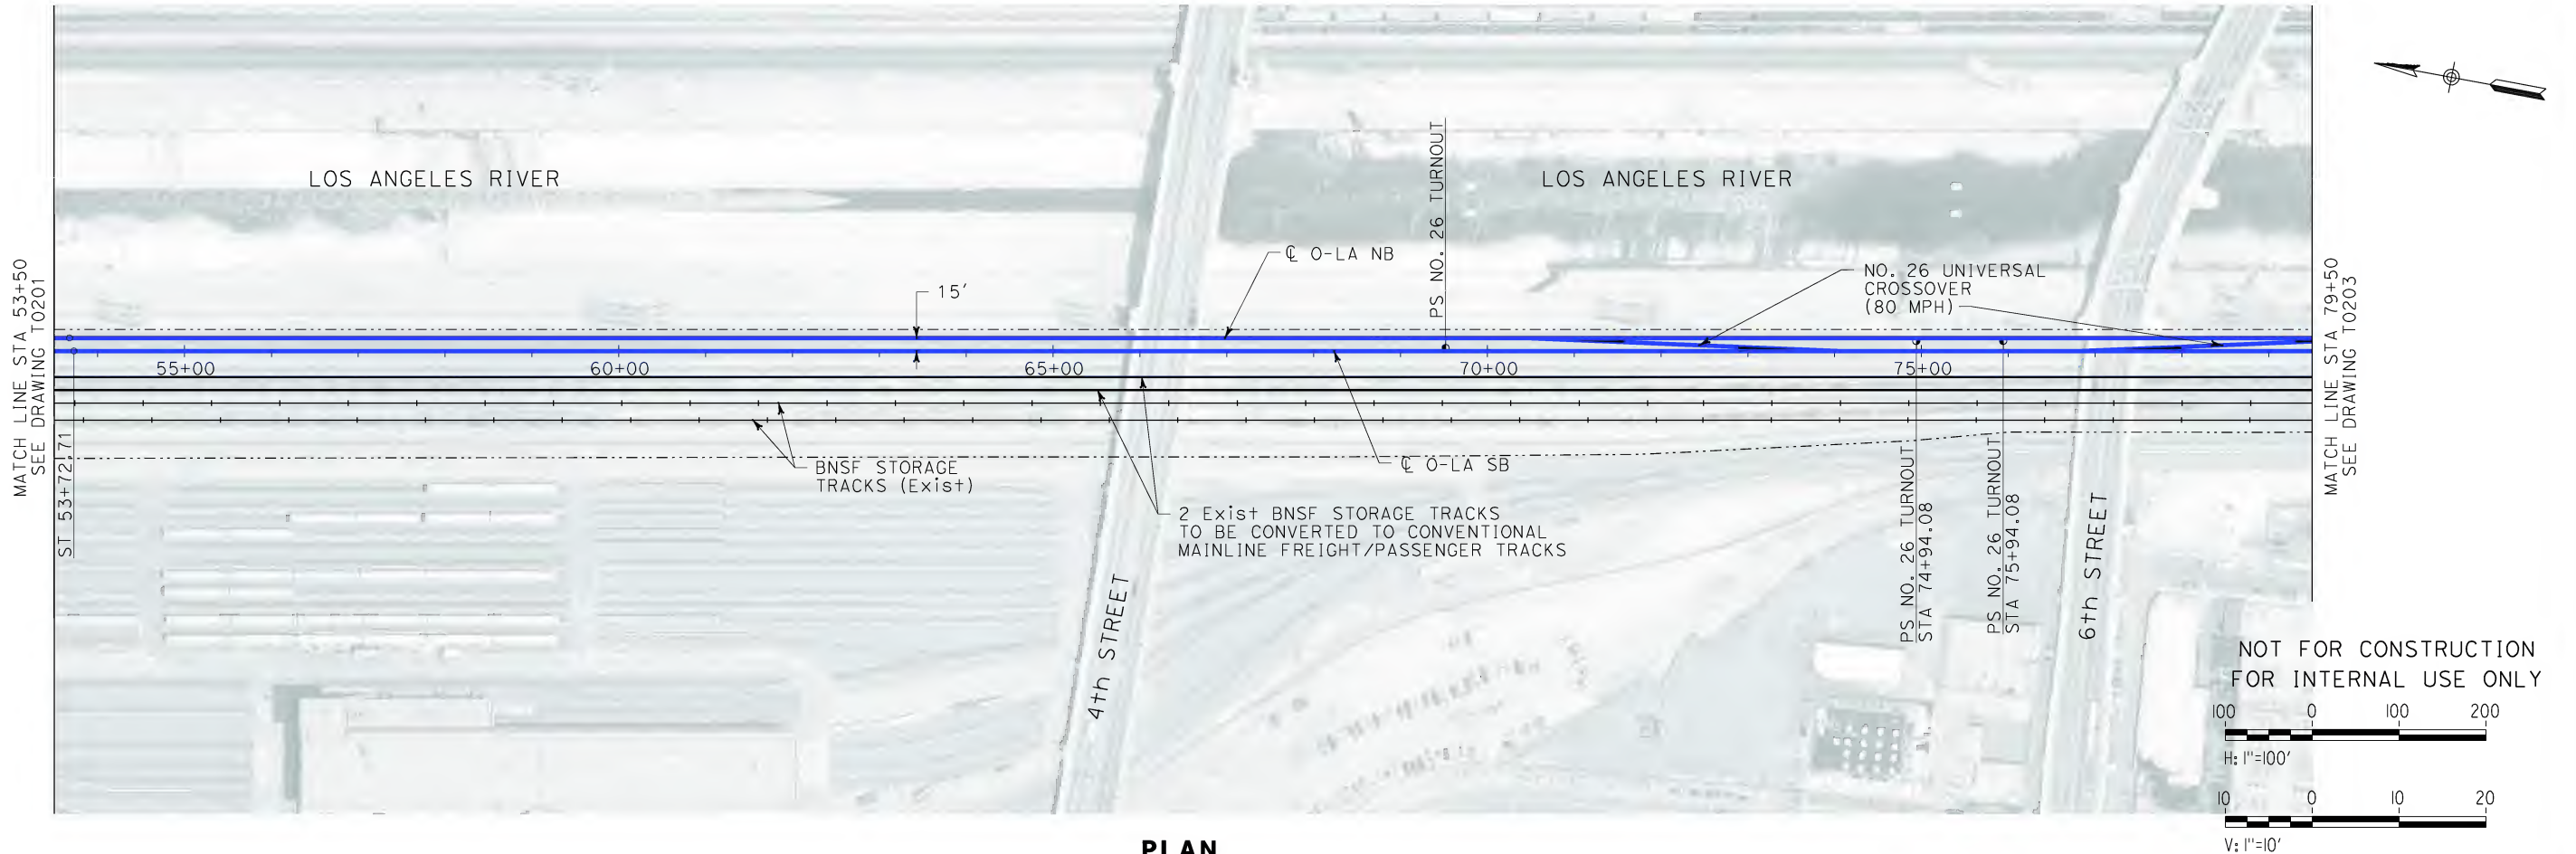 LOS ANGELES RIVER
LOS ANGELES RIVER
PS NO. 26 TURNOUT
℄ O-LA NB
NO. 26 UNIVERSAL
CROSSOVER
(80 MPH)
15'
MATCH LINE STA 53+50
SEE DRAWING T0201
MATCH LINE STA 79+50
SEE DRAWING T0203
55+00
60+00
65+00
70+00
75+00
ST 53+72.71
BNSF STORAGE
TRACKS (Exist)
℄ O-LA SB
2 Exist BNSF STORAGE TRACKS
TO BE CONVERTED TO CONVENTIONAL
MAINLINE FREIGHT/PASSENGER TRACKS
PS NO. 26 TURNOUT
STA 74+94.08
PS NO. 26 TURNOUT
STA 75+94.08
4th STREET
6th STREET
NOT FOR CONSTRUCTION
FOR INTERNAL USE ONLY
100 0 100 200
H: 1"=100'
10 0 10 20
V: 1"=10'
PLAN